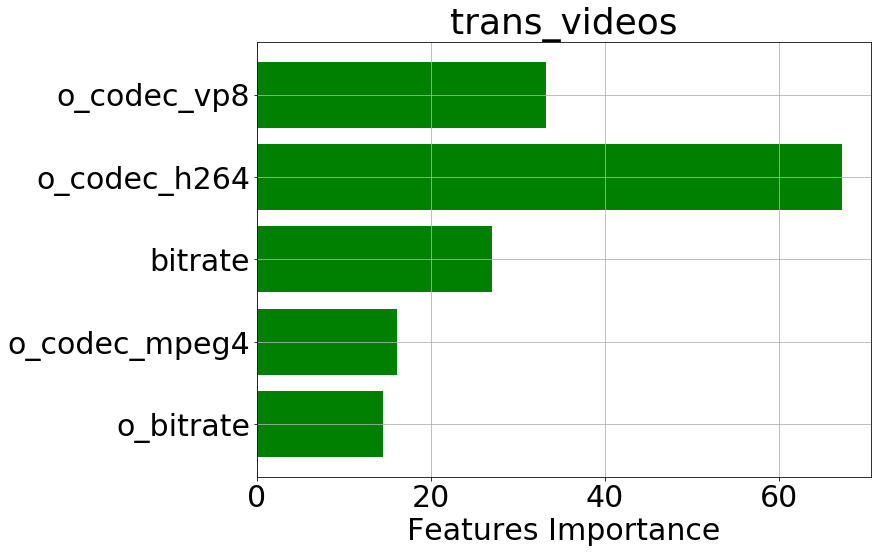 trans_videos
o_codec_vp8
o_codec_h264
bitrate
o_codec_mpeg4
o_bitrate
0 20 40 60
Features Importance